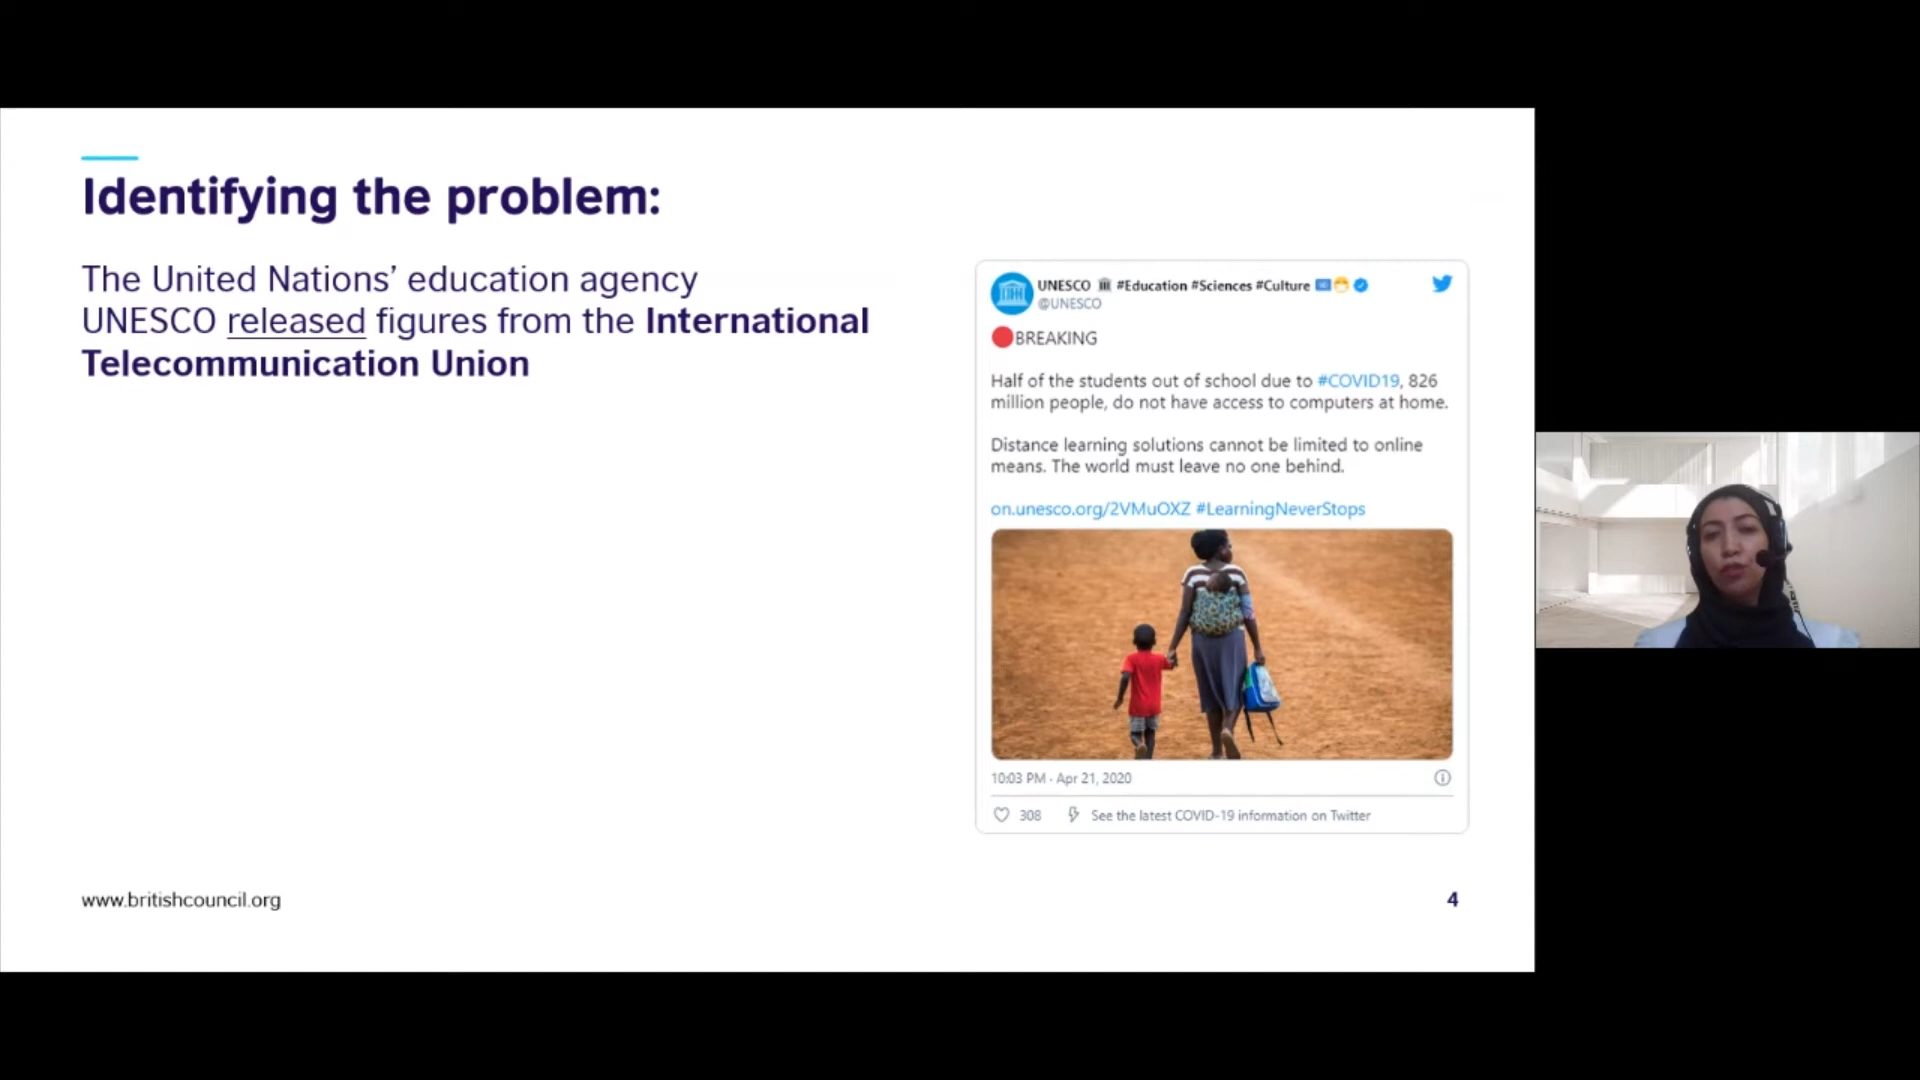 Identifying the problem:
The United Nations’ education agency
UNESCO released figures from the International
Telecommunication Union
UNESCO #Education #Sciences #Culture
@UNESCO
BREAKING
Half of the students out of school due to #COVID19, 826
million people, do not have access to computers at home.
Distance learning solutions cannot be limited to online
means. The world must leave no one behind.
on.unesco.org/2VMuOXZ #LearningNeverStops
10:03 PM · Apr 21, 2020
308 See the latest COVID-19 information on Twitter
www.britishcouncil.org
4